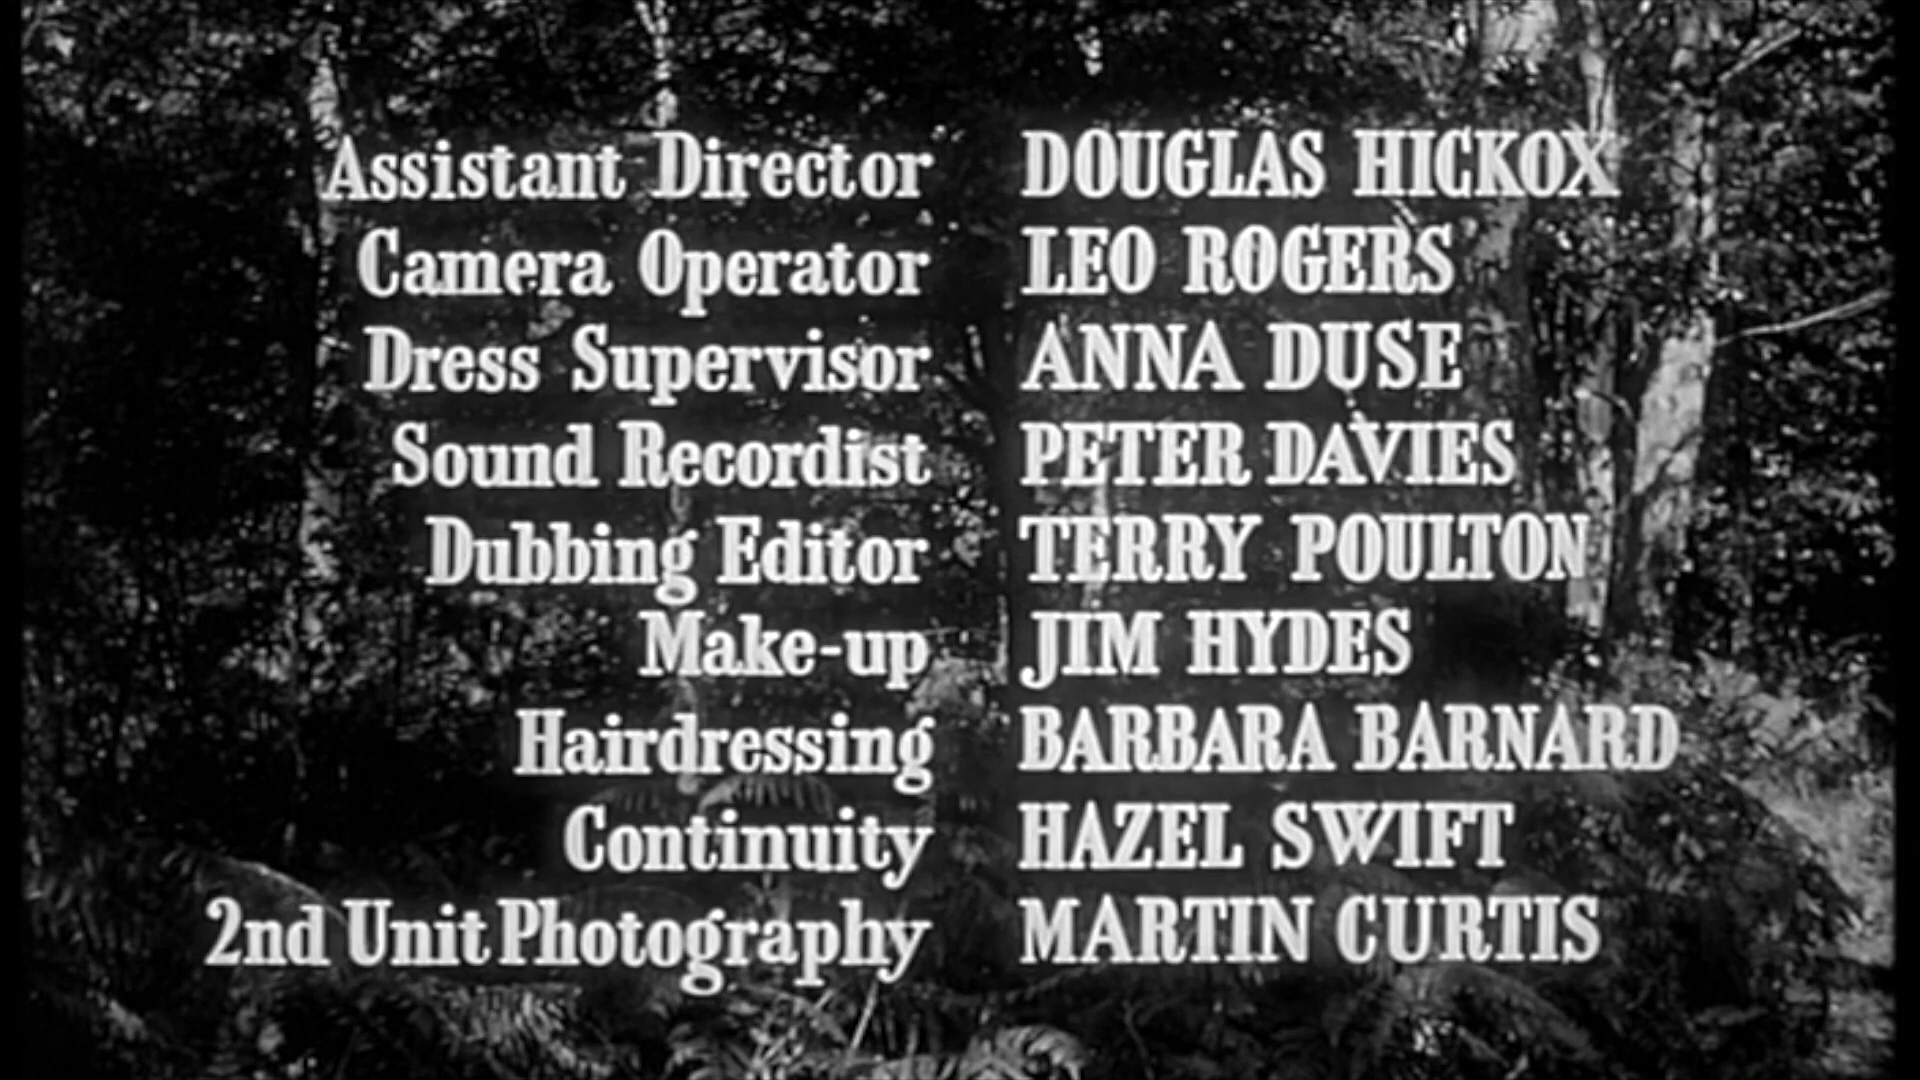 Assistant Director DOUGLAS HICKOX
Camera Operator LEO ROGERS
Dress Supervisor ANNA DUSE
Sound Recordist PETER DAVIES
Dubbing Editor TERRY POULTON
Make-up JIM HYDES
Hairdressing BARBARA BARNARD
Continuity HAZEL SWIFT
2nd Unit Photography MARTIN CURTIS